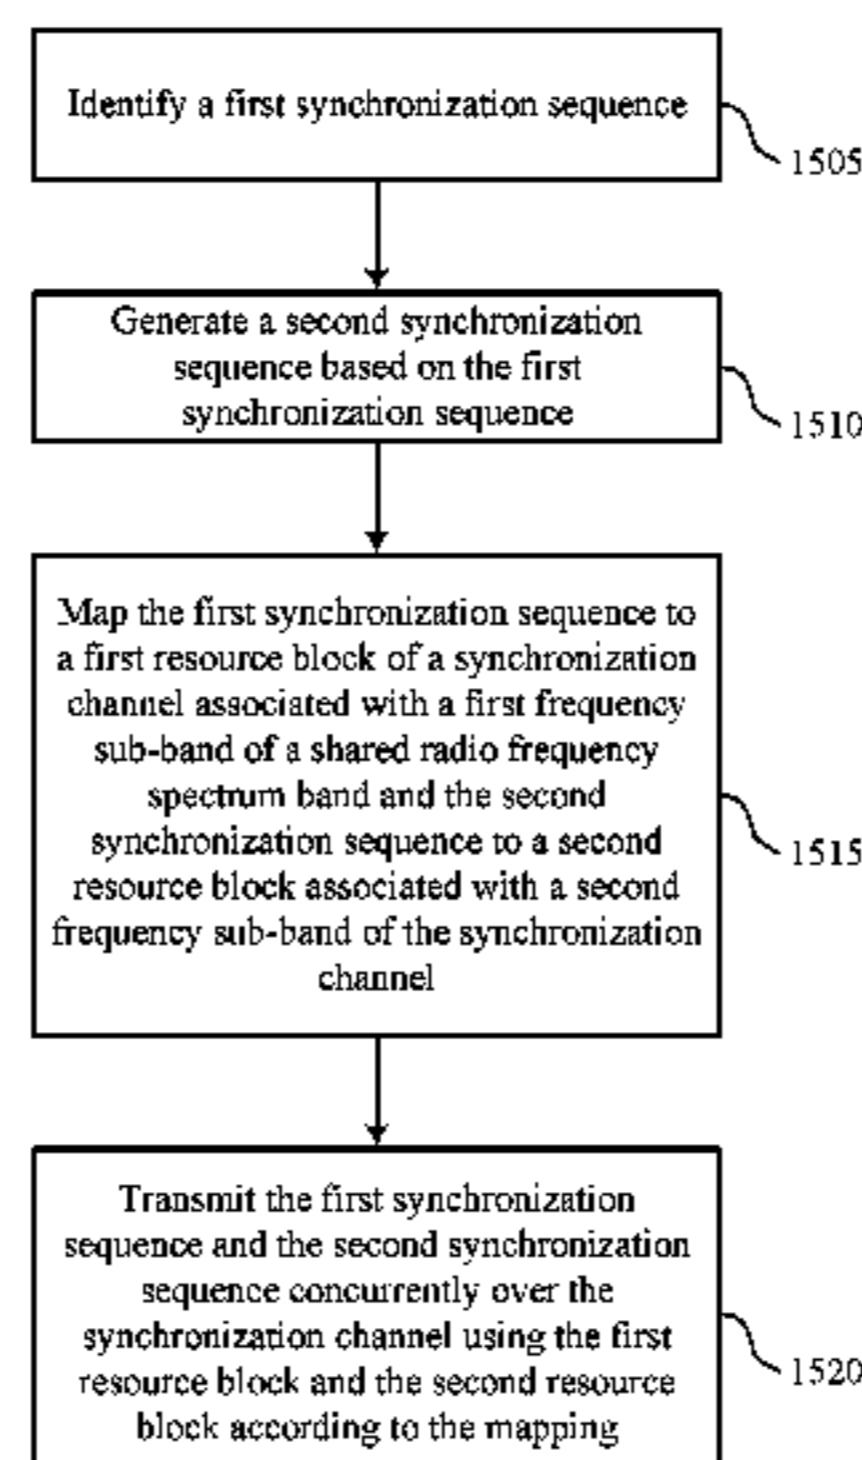 Identify a first synchronization sequence
1505
Generate a second synchronization
sequence based on the first
synchronization sequence
1510
Map the first synchronization sequence to
a first resource block of a synchronization
channel associated with a first frequency
sub-band of a shared radio frequency
spectrum band and the second
synchronization sequence to a second
resource block associated with a second
frequency sub-band of the synchronization
channel
1515
Transmit the first synchronization
sequence and the second synchronization
sequence concurrently over the
synchronization channel using the first
resource block and the second resource
block according to the mapping
1520